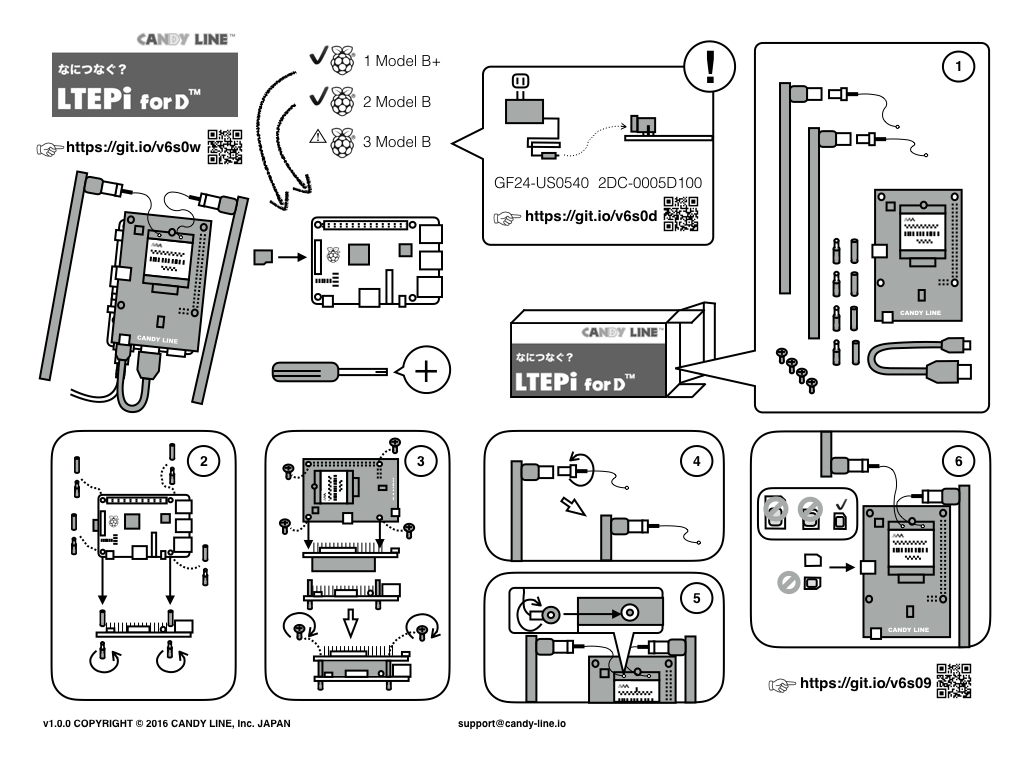 CANDY LINE™
なにつなぐ？
LTEPi for D™
https://git.io/v6s0w
1 Model B+
2 Model B
3 Model B
!
GF24-US0540 2DC-0005D100
https://git.io/v6s0d
1
CANDY LINE
CANDY LINE
CANDY LINE™
なにつなぐ？
LTEPi for D™
2
3
4
5
6
CANDY LINE
https://git.io/v6s09
v1.0.0 COPYRIGHT © 2016 CANDY LINE, Inc. JAPAN
support@candy-line.io